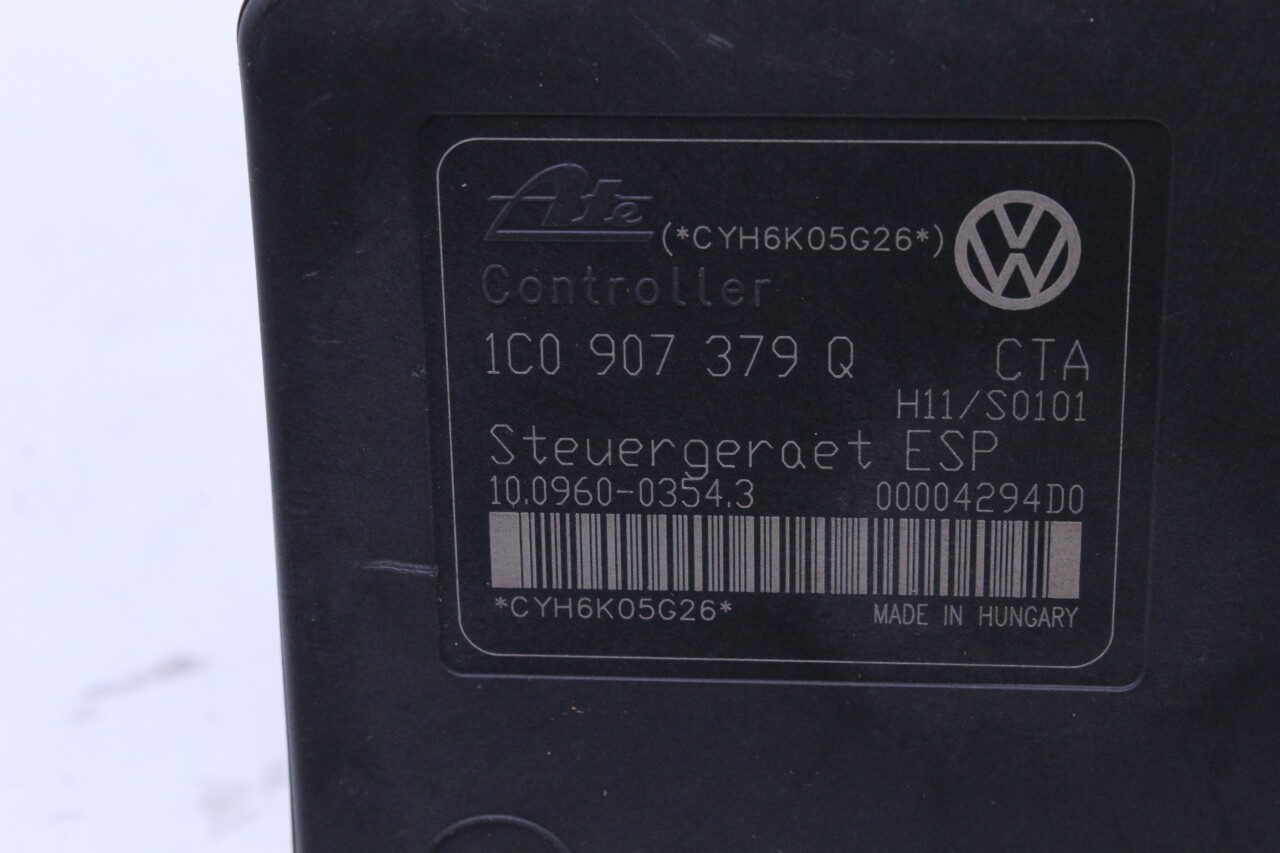 Ate (*CYH6K05G26*)
Controller
1C0 907 379 Q CTA
H11/S0101
Steuergeraet ESP
10.0960-0354.3 00004294D0
*CYH6K05G26* MADE IN HUNGARY